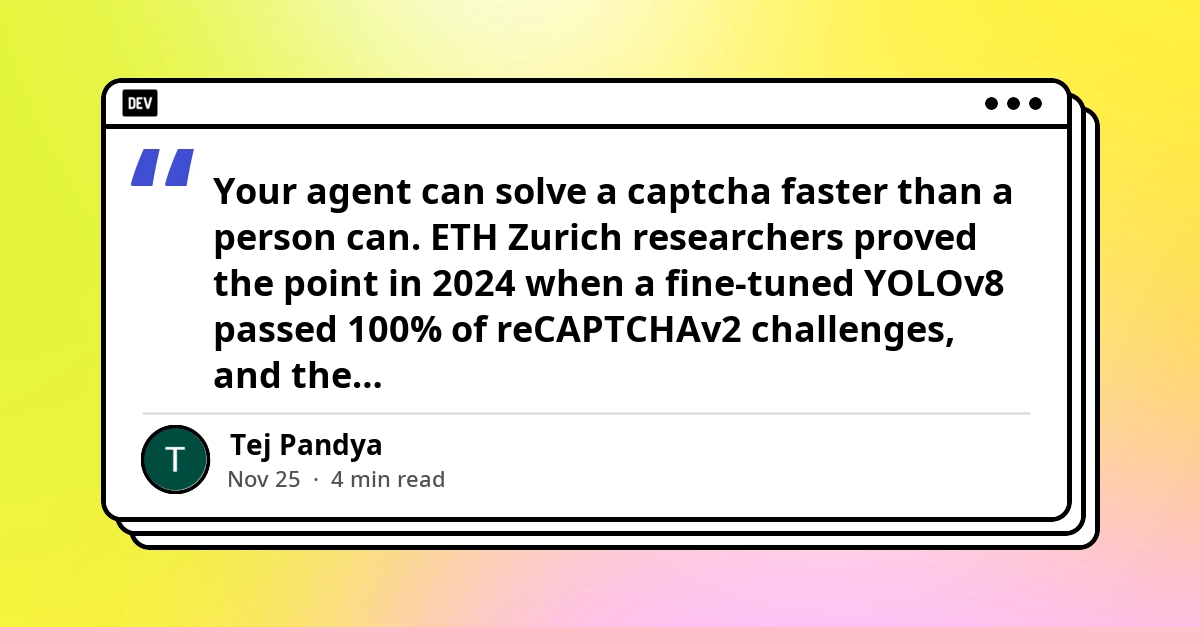 DEV
“
Your agent can solve a captcha faster than a
person can. ETH Zurich researchers proved
the point in 2024 when a fine-tuned YOLOv8
passed 100% of reCAPTCHAv2 challenges,
and the...
T
Tej Pandya
Nov 25 · 4 min read